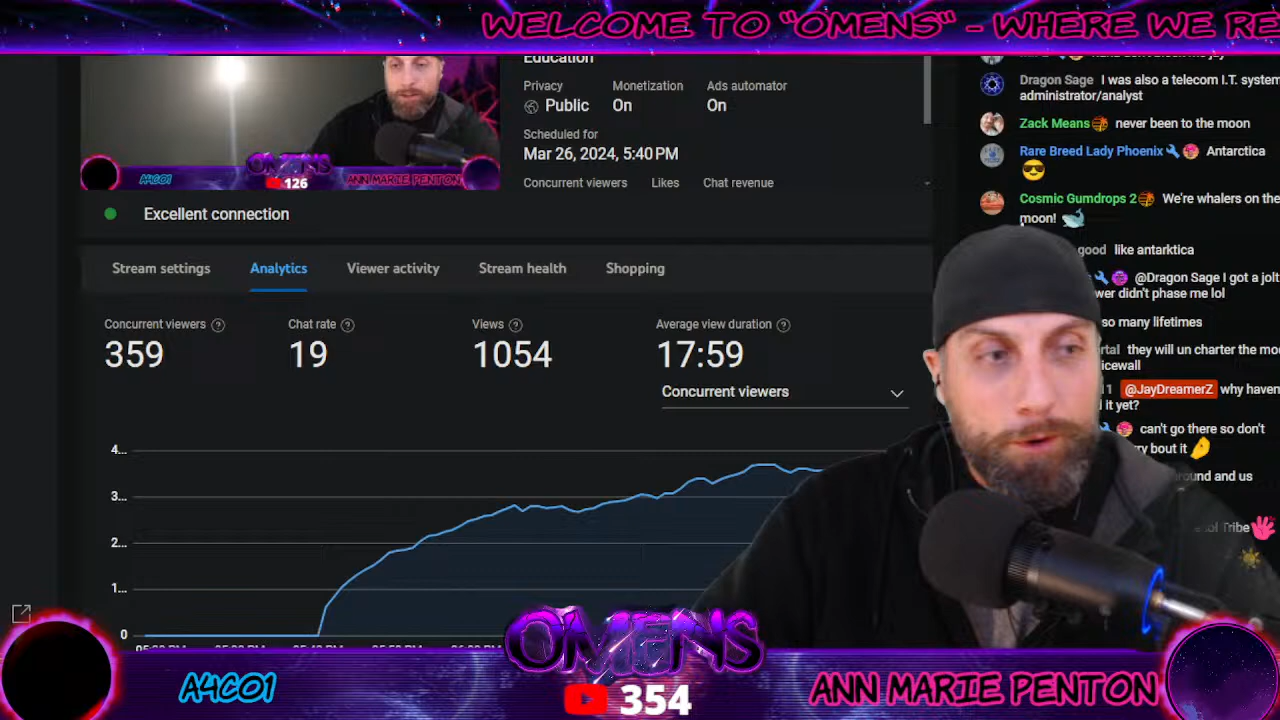 WELCOME TO "OMENS" - WHERE WE RE
Education
Privacy
Monetization
Ads automator
Public
On
On
Scheduled for
Mar 26, 2024, 5:40 PM
Concurrent viewers
Likes
Chat revenue
OMENS
A4C01
126
ANN MARIE PENTON
Excellent connection
Stream settings
Analytics
Viewer activity
Stream health
Shopping
Concurrent viewers
Chat rate
Views
Average view duration
359
19
1054
17:59
Concurrent viewers
4...
3...
2...
1...
0
Dragon Sage I was also a telecom I.T. system
administrator/analyst
Zack Means never been to the moon
Rare Breed Lady Phoenix Antarctica
Cosmic Gumdrops 2 We're whalers on the
moon!
good like antarktica
@Dragon Sage I got a jolt
wer didn't phase me lol
so many lifetimes
rtal they will un charter the moo
icewall
1 @JayDreamerZ why haven
it yet?
can't go there so don't
ry bout it
round and us
sol Tribe
OMENS
A4C01
354
ANN MARIE PENTON